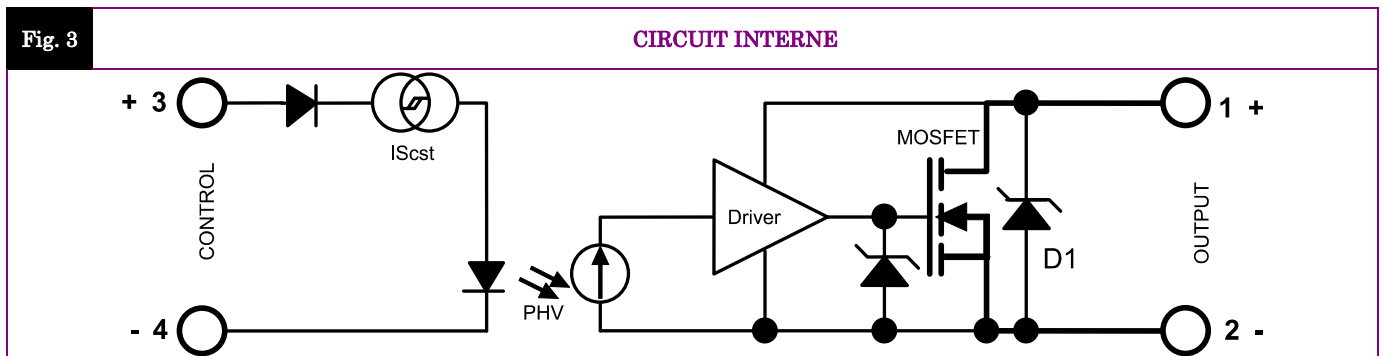 Fig. 3
CIRCUIT INTERNE
+ 3
IScst
CONTROL
- 4
PHV
Driver
MOSFET
D1
1 +
OUTPUT
2 -